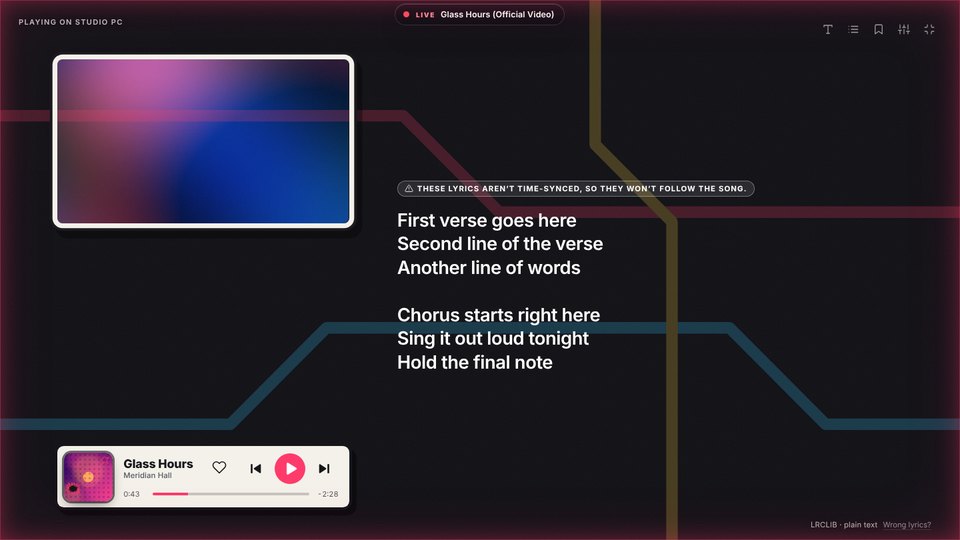 PLAYING ON STUDIO PC
LIVE Glass Hours (Official Video)
THESE LYRICS AREN'T TIME-SYNCED, SO THEY WON'T FOLLOW THE SONG.
First verse goes here
Second line of the verse
Another line of words
Chorus starts right here
Sing it out loud tonight
Hold the final note
Glass Hours
Meridian Hall
0:43
-2:28
LRCLIB · plain text Wrong lyrics?